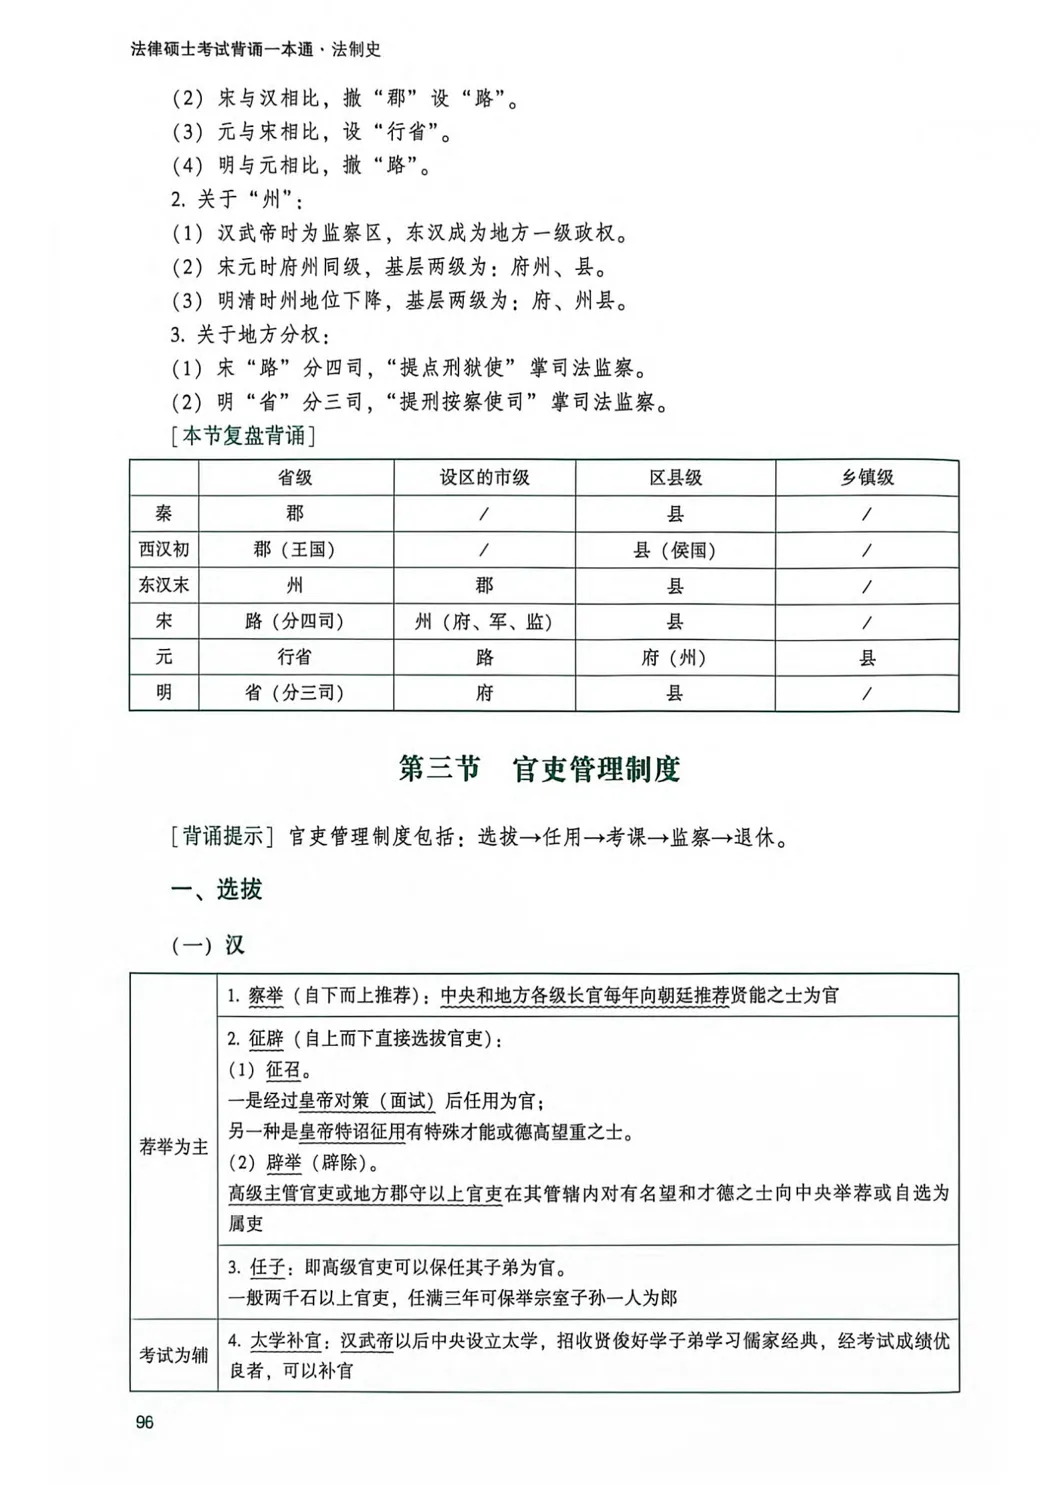 法律硕士考试背诵一本通·法制史
(2) 宋与汉相比，撤“郡”设“路”。
(3) 元与宋相比，设“行省”。
(4) 明与元相比，撤“路”。
2. 关于“州”：
(1) 汉武帝时为监察区，东汉成为地方一级政权。
(2) 宋元时府州同级，基层两级为：府州、县。
(3) 明清时州地位下降，基层两级为：府、州县。
3. 关于地方分权：
(1) 宋“路”分四司，“提点刑狱使”掌司法监察。
(2) 明“省”分三司，“提刑按察使司”掌司法监察。
[本节复盘背诵]
省级 设区的市级 区县级 乡镇级
秦 郡 / 县 /
西汉初 郡（王国） / 县（侯国） /
东汉末 州 郡 县 /
宋 路（分四司） 州（府、军、监） 县 /
元 行省 路 府（州） 县
明 省（分三司） 府 县 /
第三节 官吏管理制度
[背诵提示] 官吏管理制度包括：选拔→任用→考课→监察→退休。
一、选拔
(一) 汉
荐举为主
1. 察举（自下而上推荐）：中央和地方各级长官每年向朝廷推荐贤能之士为官
2. 征辟（自上而下直接选拔官吏）：
(1) 征召。
一是经过皇帝对策（面试）后任用为官；
另一种是皇帝特诏征用有特殊才能或德高望重之士。
(2) 辟举（辟除）。
高级主管官吏或地方郡守以上官吏在其管辖内对有名望和才德之士向中央举荐或自选为
属吏
3. 任子：即高级官吏可以保任其子弟为官。
一般两千石以上官吏，任满三年可保举宗室子孙一人为郎
考试为辅
4. 太学补官：汉武帝以后中央设立太学，招收贤俊好学子弟学习儒家经典，经考试成绩优
良者，可以补官
96